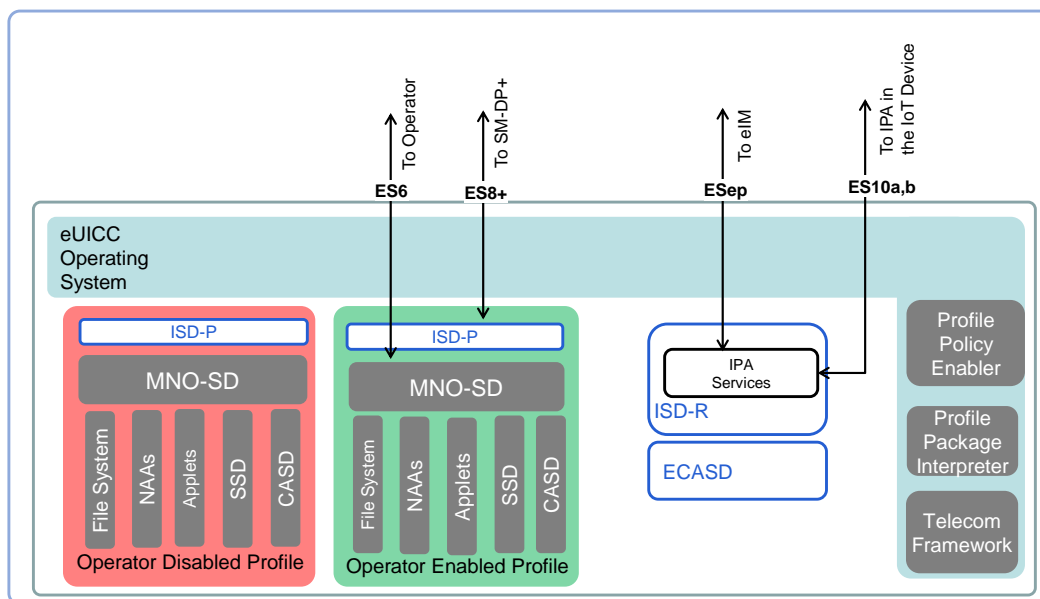 To Operator
To SM-DP+
To eIM
To IPA in
the IoT Device
ES6
ES8+
ESep
ES10a,b
eUICC
Operating
System
ISD-P
MNO-SD
File System
NAAs
Applets
SSD
CASD
Operator Disabled Profile
ISD-P
MNO-SD
File System
NAAs
Applets
SSD
CASD
Operator Enabled Profile
IPA
Services
ISD-R
ECASD
Profile
Policy
Enabler
Profile
Package
Interpreter
Telecom
Framework